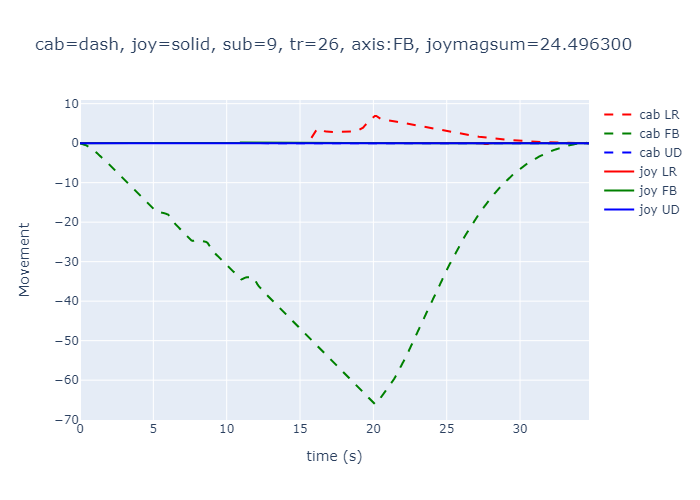 cab=dash, joy=solid, sub=9, tr=26, axis:FB, joymagsum=24.496300
10
0
−10
−20
−30
−40
−50
−60
−70
Movement
0 5 10 15 20 25 30
time (s)
cab LR
cab FB
cab UD
joy LR
joy FB
joy UD